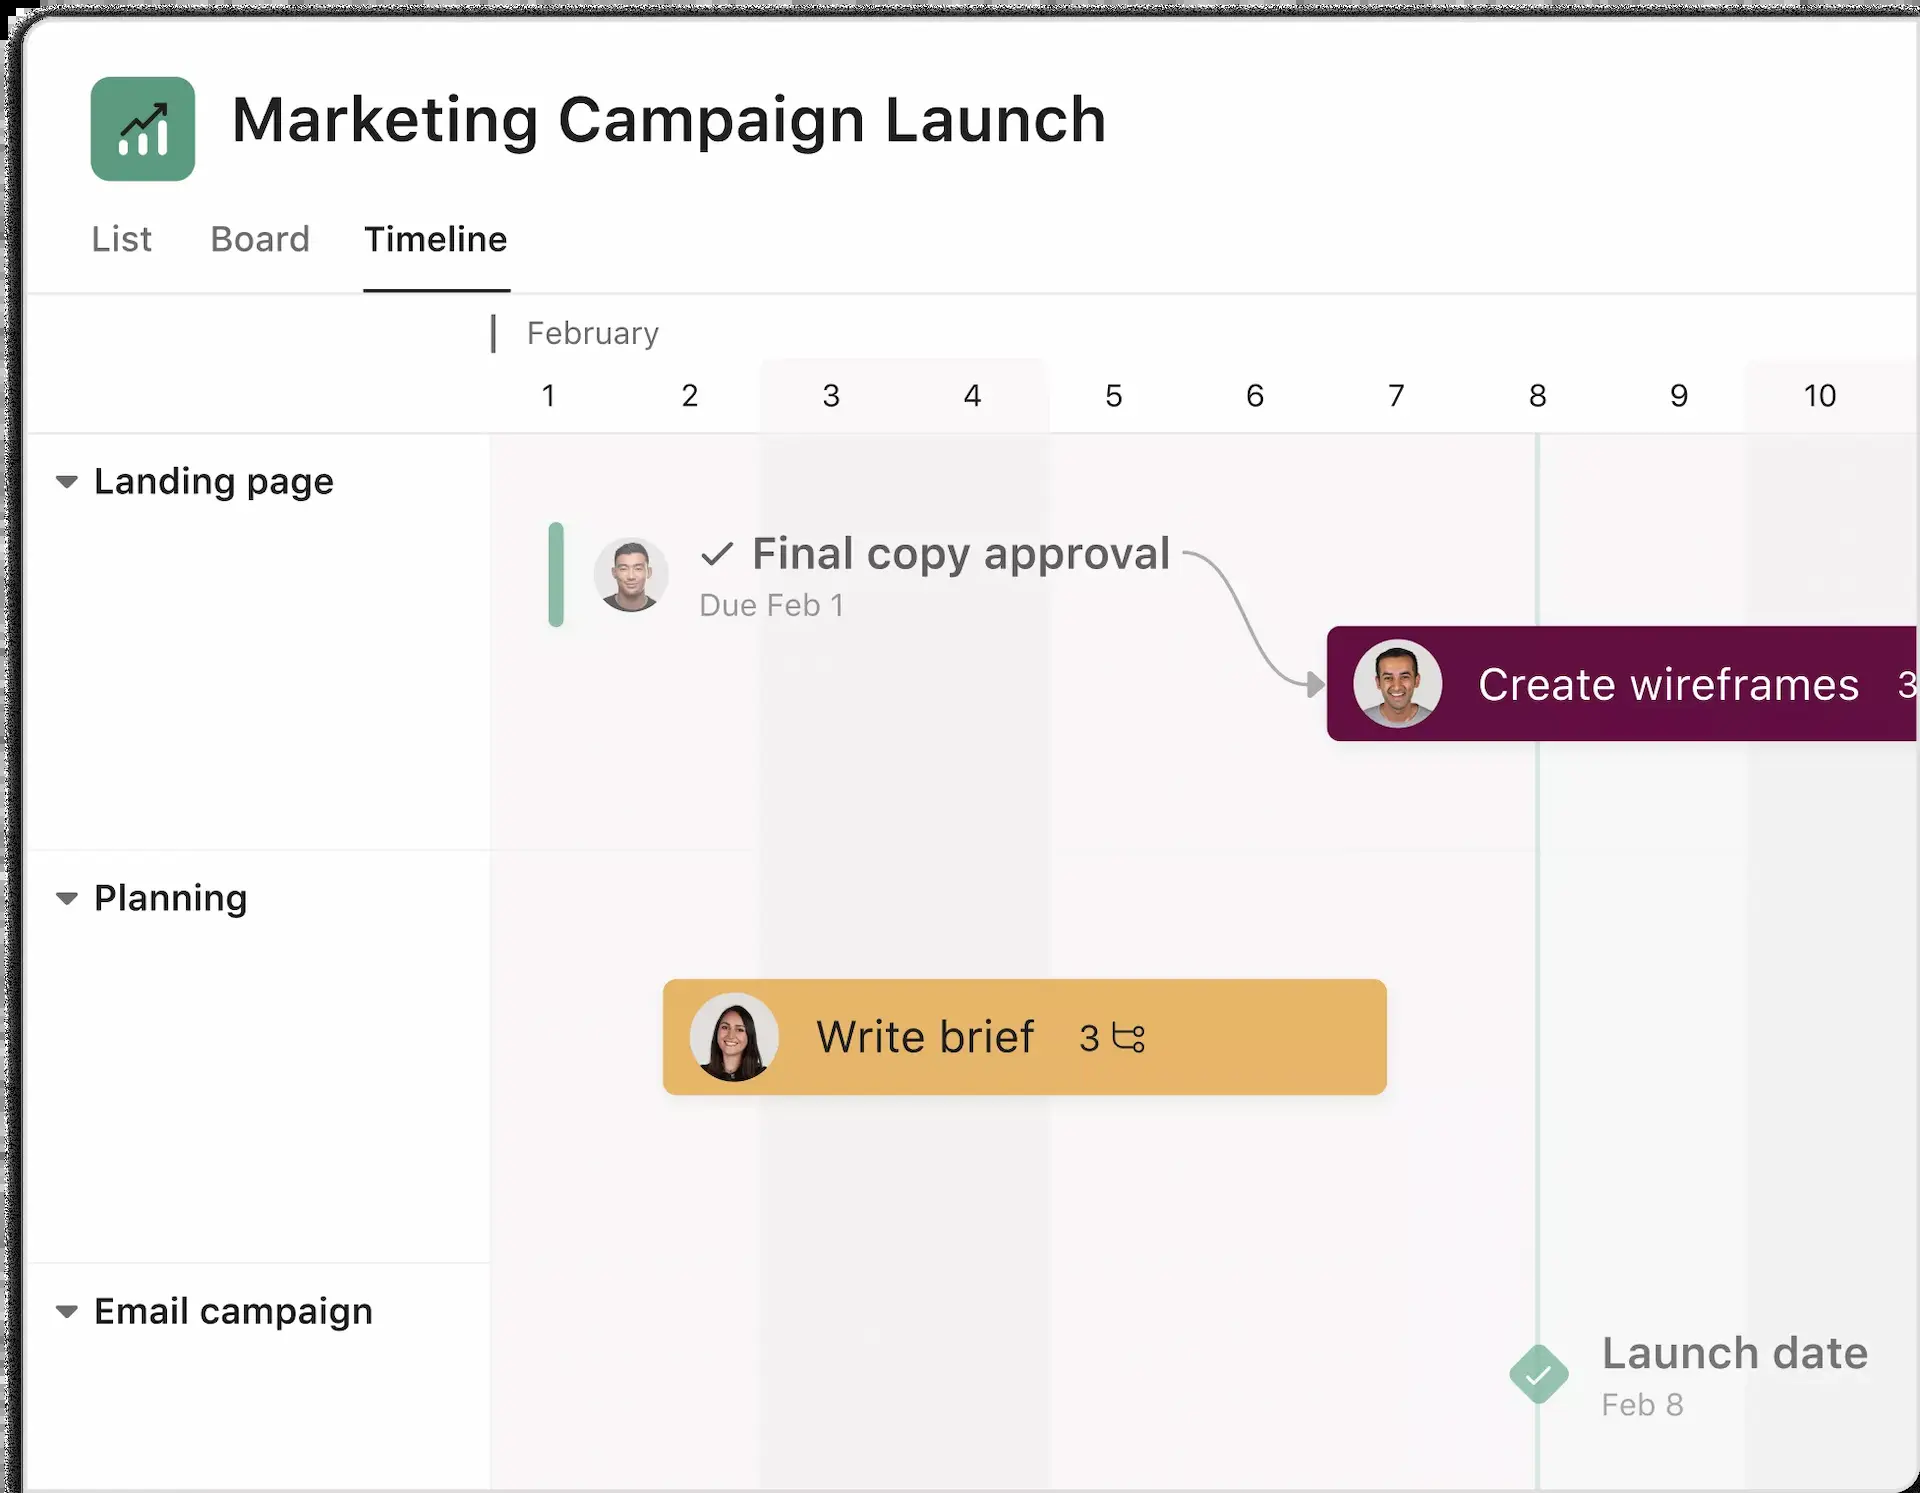 Marketing Campaign Launch
List Board Timeline
February
1 2 3 4 5 6 7 8 9 10
Landing page
Final copy approval
Due Feb 1
Create wireframes 3
Planning
Write brief 3
Email campaign
Launch date
Feb 8